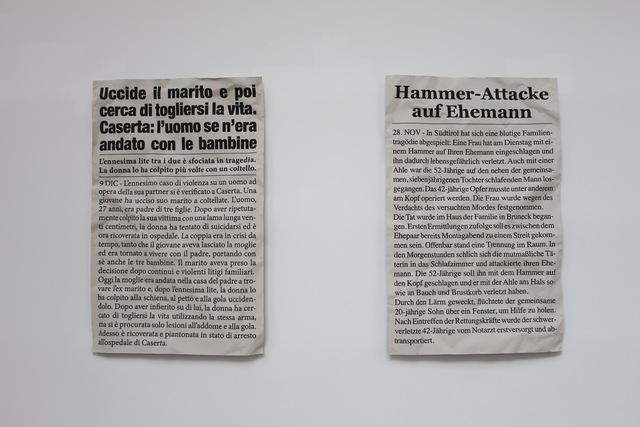 Uccide il marito e poi
cerca di togliersi la vita.
Caserta: l'uomo se n'era
andato con le bambine
L'ennesima lite tra i due è sfociata in tragedia.
La donna lo ha colpito più volte con un coltello.
9 DIC - L'ennesimo caso di violenza su un uomo ad
opera della sua partner si è verificato a Caserta. Una
giovane ha ucciso suo marito a coltellate. L'uomo,
27 anni, era padre di tre figlie. Dopo aver ripetuta-
mente colpito la sua vittima con una lama lunga ven-
ti centimetri, la donna ha tentato di suicidarsi ed è
ora ricoverata in ospedale. La coppia era in crisi da
tempo, tanto che il giovane aveva lasciato la moglie
ed era tornato a vivere con il padre, portando con
sè anche le tre bambine. Il marito aveva preso la
decisione dopo continui e violenti litigi familiari.
Oggi la moglie era andata nella casa del padre a tro-
vare l'ex marito e, dopo l'ennesima lite, la donna lo
ha colpito alla schiena, al petto e alla gola ucciden-
dolo. Dopo aver infierito su di lui, la donna ha cer-
cato di togliersi la vita utilizzando la stessa arma,
ma si è procurata solo lesioni all'addome e alla gola.
Adesso è ricoverata e piantonata in stato di arresto
all'ospedale di Caserta.
Hammer-Attacke
auf Ehemann
28. NOV - In Südtirol hat sich eine blutige Familien-
tragödie abgespielt: Eine Frau hat am Dienstag mit ei-
nem Hammer auf Ihren Ehemann eingeschlagen und
ihn dadurch lebensgefährlich verletzt. Auch mit einer
Ahle war die 52-Jährige auf den neben der gemeinsa-
men, siebenjährigen Tochter schlafenden Mann los-
gegangen. Das 42-jährige Opfer musste unter anderem
am Kopf operiert werden. Die Frau wurde wegen des
Verdachts des versuchten Mordes festgenommen.
Die Tat wurde im Haus der Familie in Bruneck began-
gen. Ersten Ermittlungen zufolge soll es zwischen dem
Ehepaar bereits Montagabend zu einem Streit gekom-
men sein. Offenbar stand eine Trennung im Raum. In
den Morgenstunden schlich sich die mutmaßliche Tä-
terin in das Schlafzimmer und attackierte ihren Ehe-
mann. Die 52-Jährige soll ihn mit dem Hammer auf
den Kopf geschlagen und er mit der Ahle am Hals so-
wie an Bauch und Brustkorb verletzt haben.
Durch den Lärm geweckt, flüchtete der gemeinsame
20-jährige Sohn über ein Fenster, um Hilfe zu holen.
Nach Eintreffen der Rettungskräfte wurde der schwer-
verletzte 42-Jährige vom Notarzt erstversorgt und ab-
transportiert.